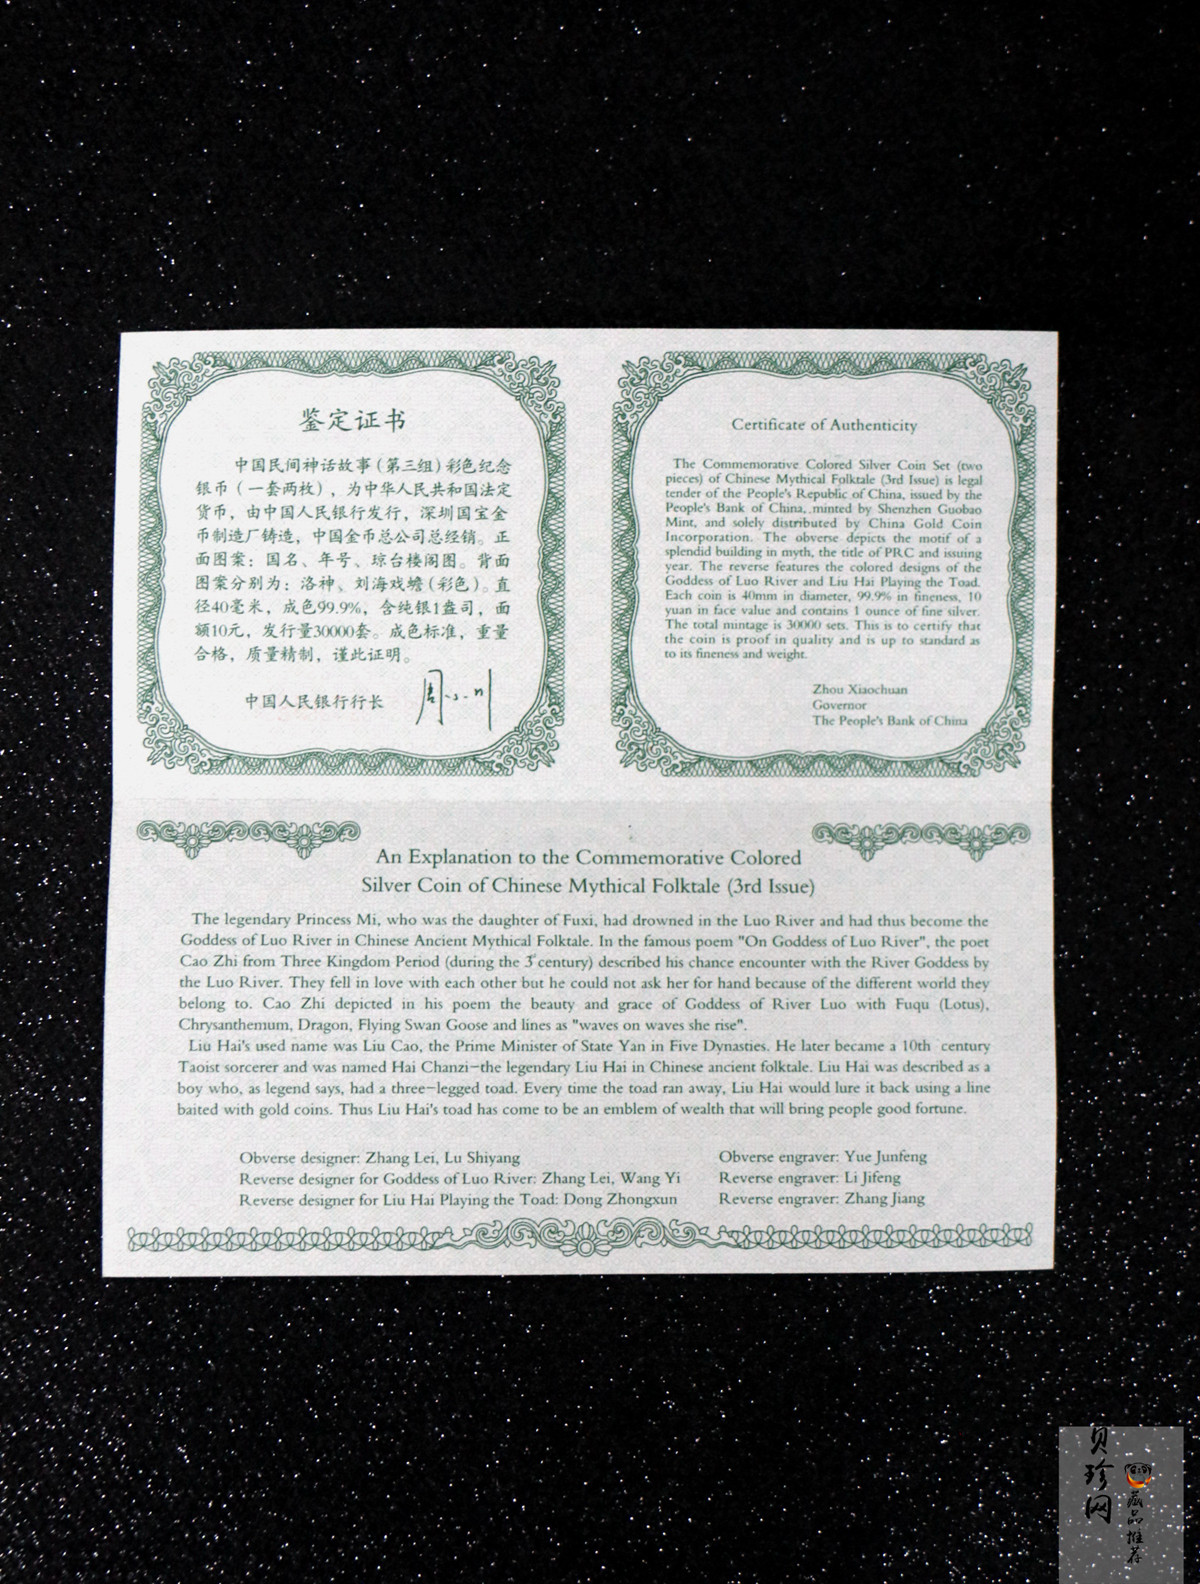 鉴定证书
中国民间神话故事(第三组)彩色纪念
银币(一套两枚)，为中华人民共和国法定
货币，由中国人民银行发行，深圳国宝金
币制造厂铸造，中国金币总公司总经销。正
面图案：国名、年号、琼台楼阁图。背面
图案分别为：洛神、刘海戏蟾(彩色)。直
径40毫米，成色99.9%，含纯银1盎司，面
额10元，发行量30000套。成色标准，重量
合格，质量精制，谨此证明。
中国人民银行行长 周小川
Certificate of Authenticity
The Commemorative Colored Silver Coin Set (two
pieces) of Chinese Mythical Folktale (3rd Issue) is legal
tender of the People's Republic of China, issued by the
People's Bank of China, minted by Shenzhen Guobao
Mint, and solely distributed by China Gold Coin
Incorporation. The obverse depicts the motif of a
splendid building in myth, the title of PRC and issuing
year. The reverse features the colored designs of the
Goddess of Luo River and Liu Hai Playing the Toad.
Each coin is 40mm in diameter, 99.9% in fineness, 10
yuan in face value and contains 1 ounce of fine silver.
The total mintage is 30000 sets. This is to certify that
the coin is proof in quality and is up to standard as
to its fineness and weight.
Zhou Xiaochuan
Governor
The People's Bank of China
An Explanation to the Commemorative Colored
Silver Coin of Chinese Mythical Folktale (3rd Issue)
The legendary Princess Mi, who was the daughter of Fuxi, had drowned in the Luo River and had thus become the
Goddess of Luo River in Chinese Ancient Mythical Folktale. In the famous poem "On Goddess of Luo River", the poet
Cao Zhi from Three Kingdom Period (during the 3rd century) described his chance encounter with the River Goddess by
the Luo River. They fell in love with each other but he could not ask her for hand because of the different world they
belong to. Cao Zhi depicted in his poem the beauty and grace of Goddess of River Luo with Fuqu (Lotus),
Chrysanthemum, Dragon, Flying Swan Goose and lines as "waves on waves she rise".
Liu Hai's used name was Liu Cao, the Prime Minister of State Yan in Five Dynasties. He later became a 10th century
Taoist sorcerer and was named Hai Chanzi-the legendary Liu Hai in Chinese ancient folktale. Liu Hai was described as a
boy who, as legend says, had a three-legged toad. Every time the toad ran away, Liu Hai would lure it back using a line
baited with gold coins. Thus Liu Hai's toad has come to be an emblem of wealth that will bring people good fortune.
Obverse designer: Zhang Lei, Lu Shiyang
Obverse engraver: Yue Junfeng
Reverse designer for Goddess of Luo River: Zhang Lei, Wang Yi
Reverse engraver: Li Jifeng
Reverse designer for Liu Hai Playing the Toad: Dong Zhongxun
Reverse engraver: Zhang Jiang
贝珍网
藏品推荐